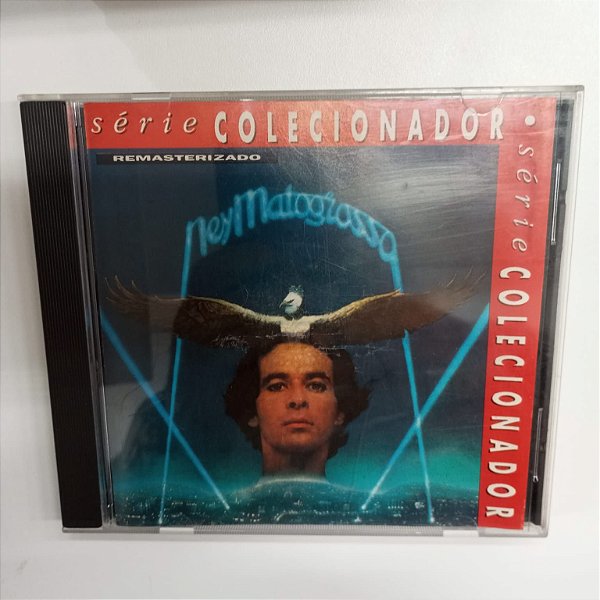 série COLECIONADOR • série COLECIONADOR
REMASTERIZADO
Ney Matogrosso